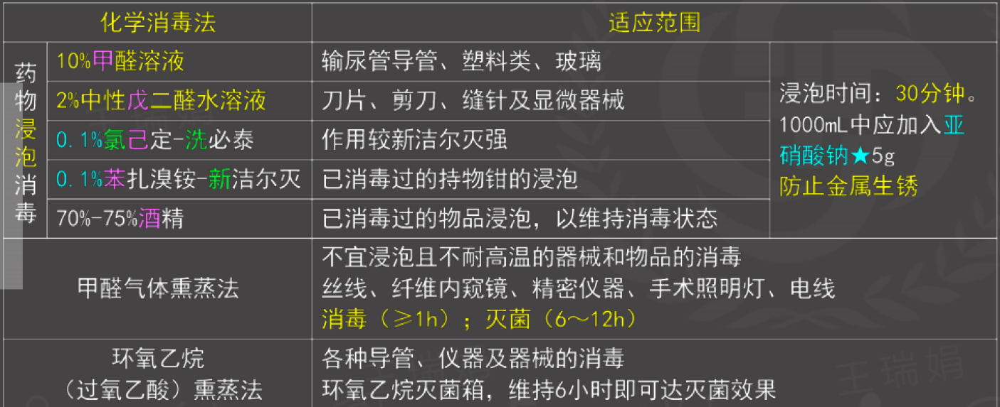 化学消毒法
适应范围
药物浸泡消毒
10%甲醛溶液
输尿管导管、塑料类、玻璃
2%中性戊二醛水溶液
刀片、剪刀、缝针及显微器械
0.1%氯己定-洗必泰
作用较新洁尔灭强
0.1%苯扎溴铵-新洁尔灭
已消毒过的持物钳的浸泡
70%-75%酒精
已消毒过的物品浸泡，以维持消毒状态
浸泡时间：30分钟。
1000mL中应加入亚
硝酸钠★5g
防止金属生锈
甲醛气体熏蒸法
不宜浸泡且不耐高温的器械和物品的消毒
丝线、纤维内窥镜、精密仪器、手术照明灯、电线
消毒（≥1h）；灭菌（6～12h）
环氧乙烷
（过氧乙酸）熏蒸法
各种导管、仪器及器械的消毒
环氧乙烷灭菌箱，维持6小时即可达灭菌效果
王瑞娟
王瑞娟